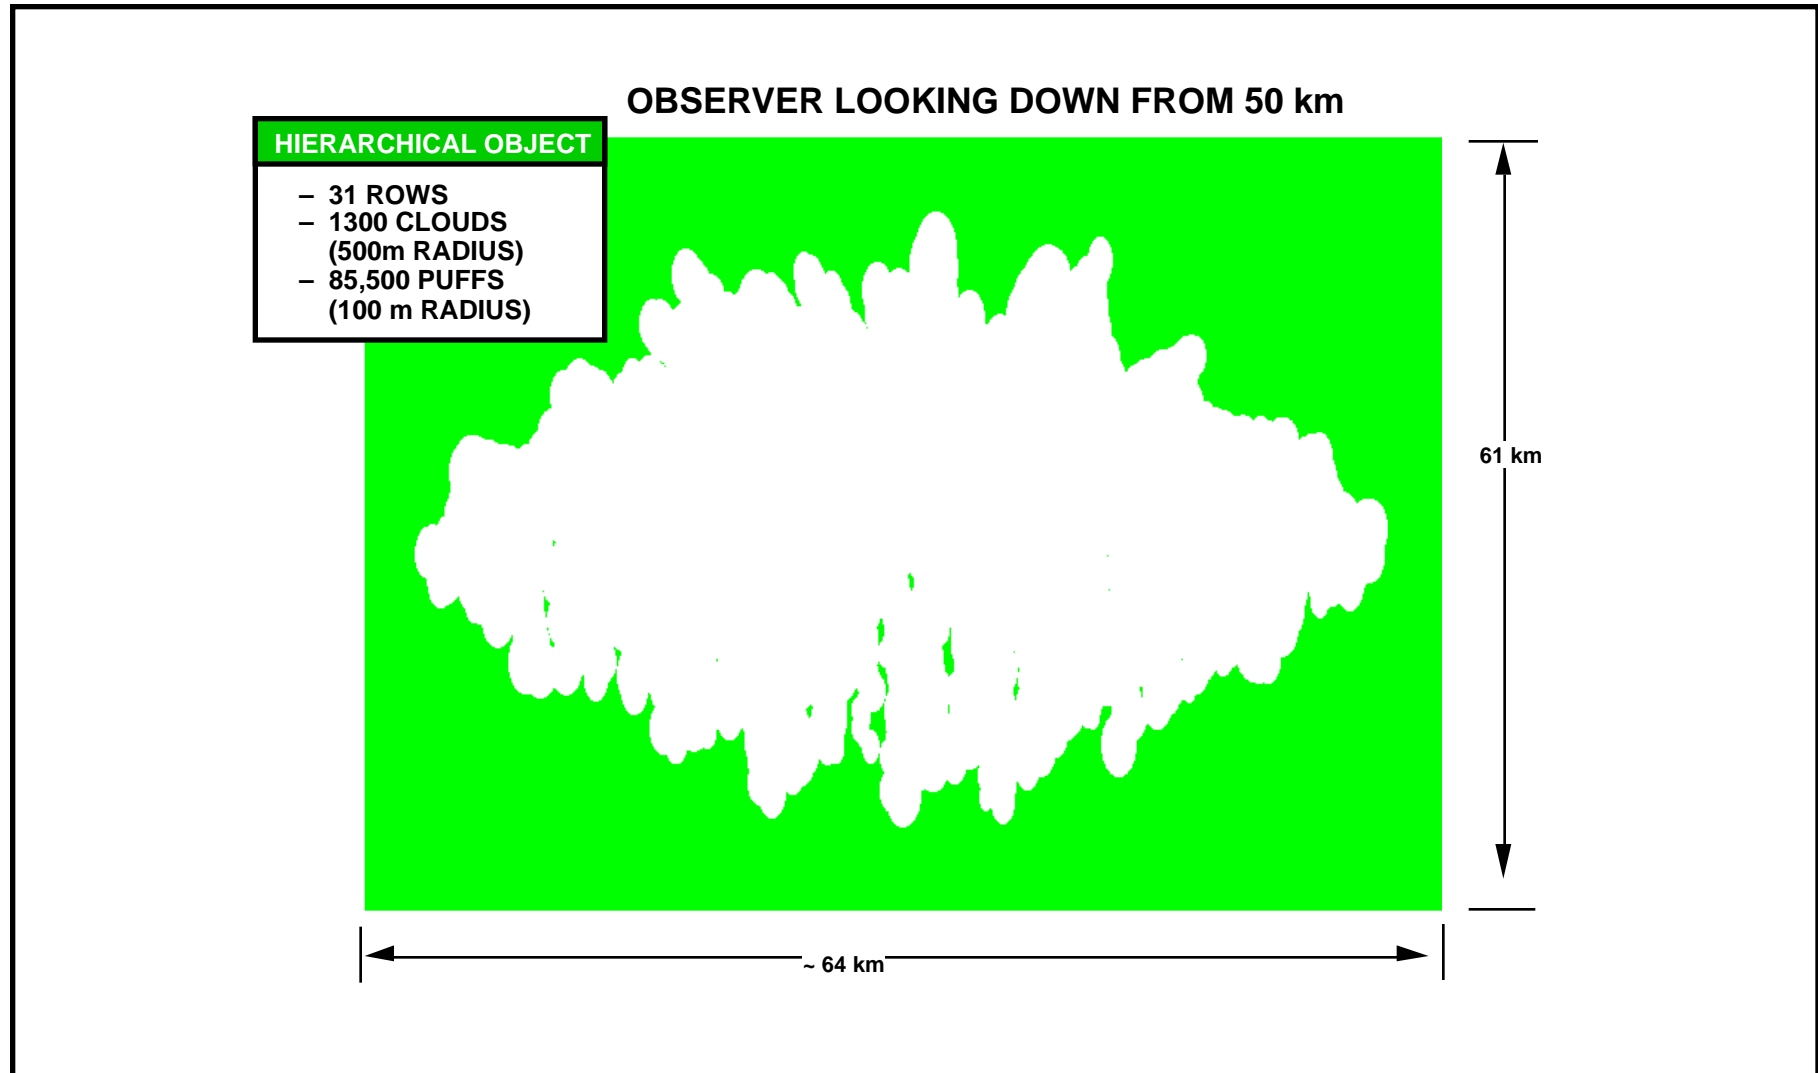 OBSERVER LOOKING DOWN FROM 50 km
HIERARCHICAL OBJECT
– 31 ROWS
– 1300 CLOUDS
(500m RADIUS)
– 85,500 PUFFS
(100 m RADIUS)
61 km
~ 64 km